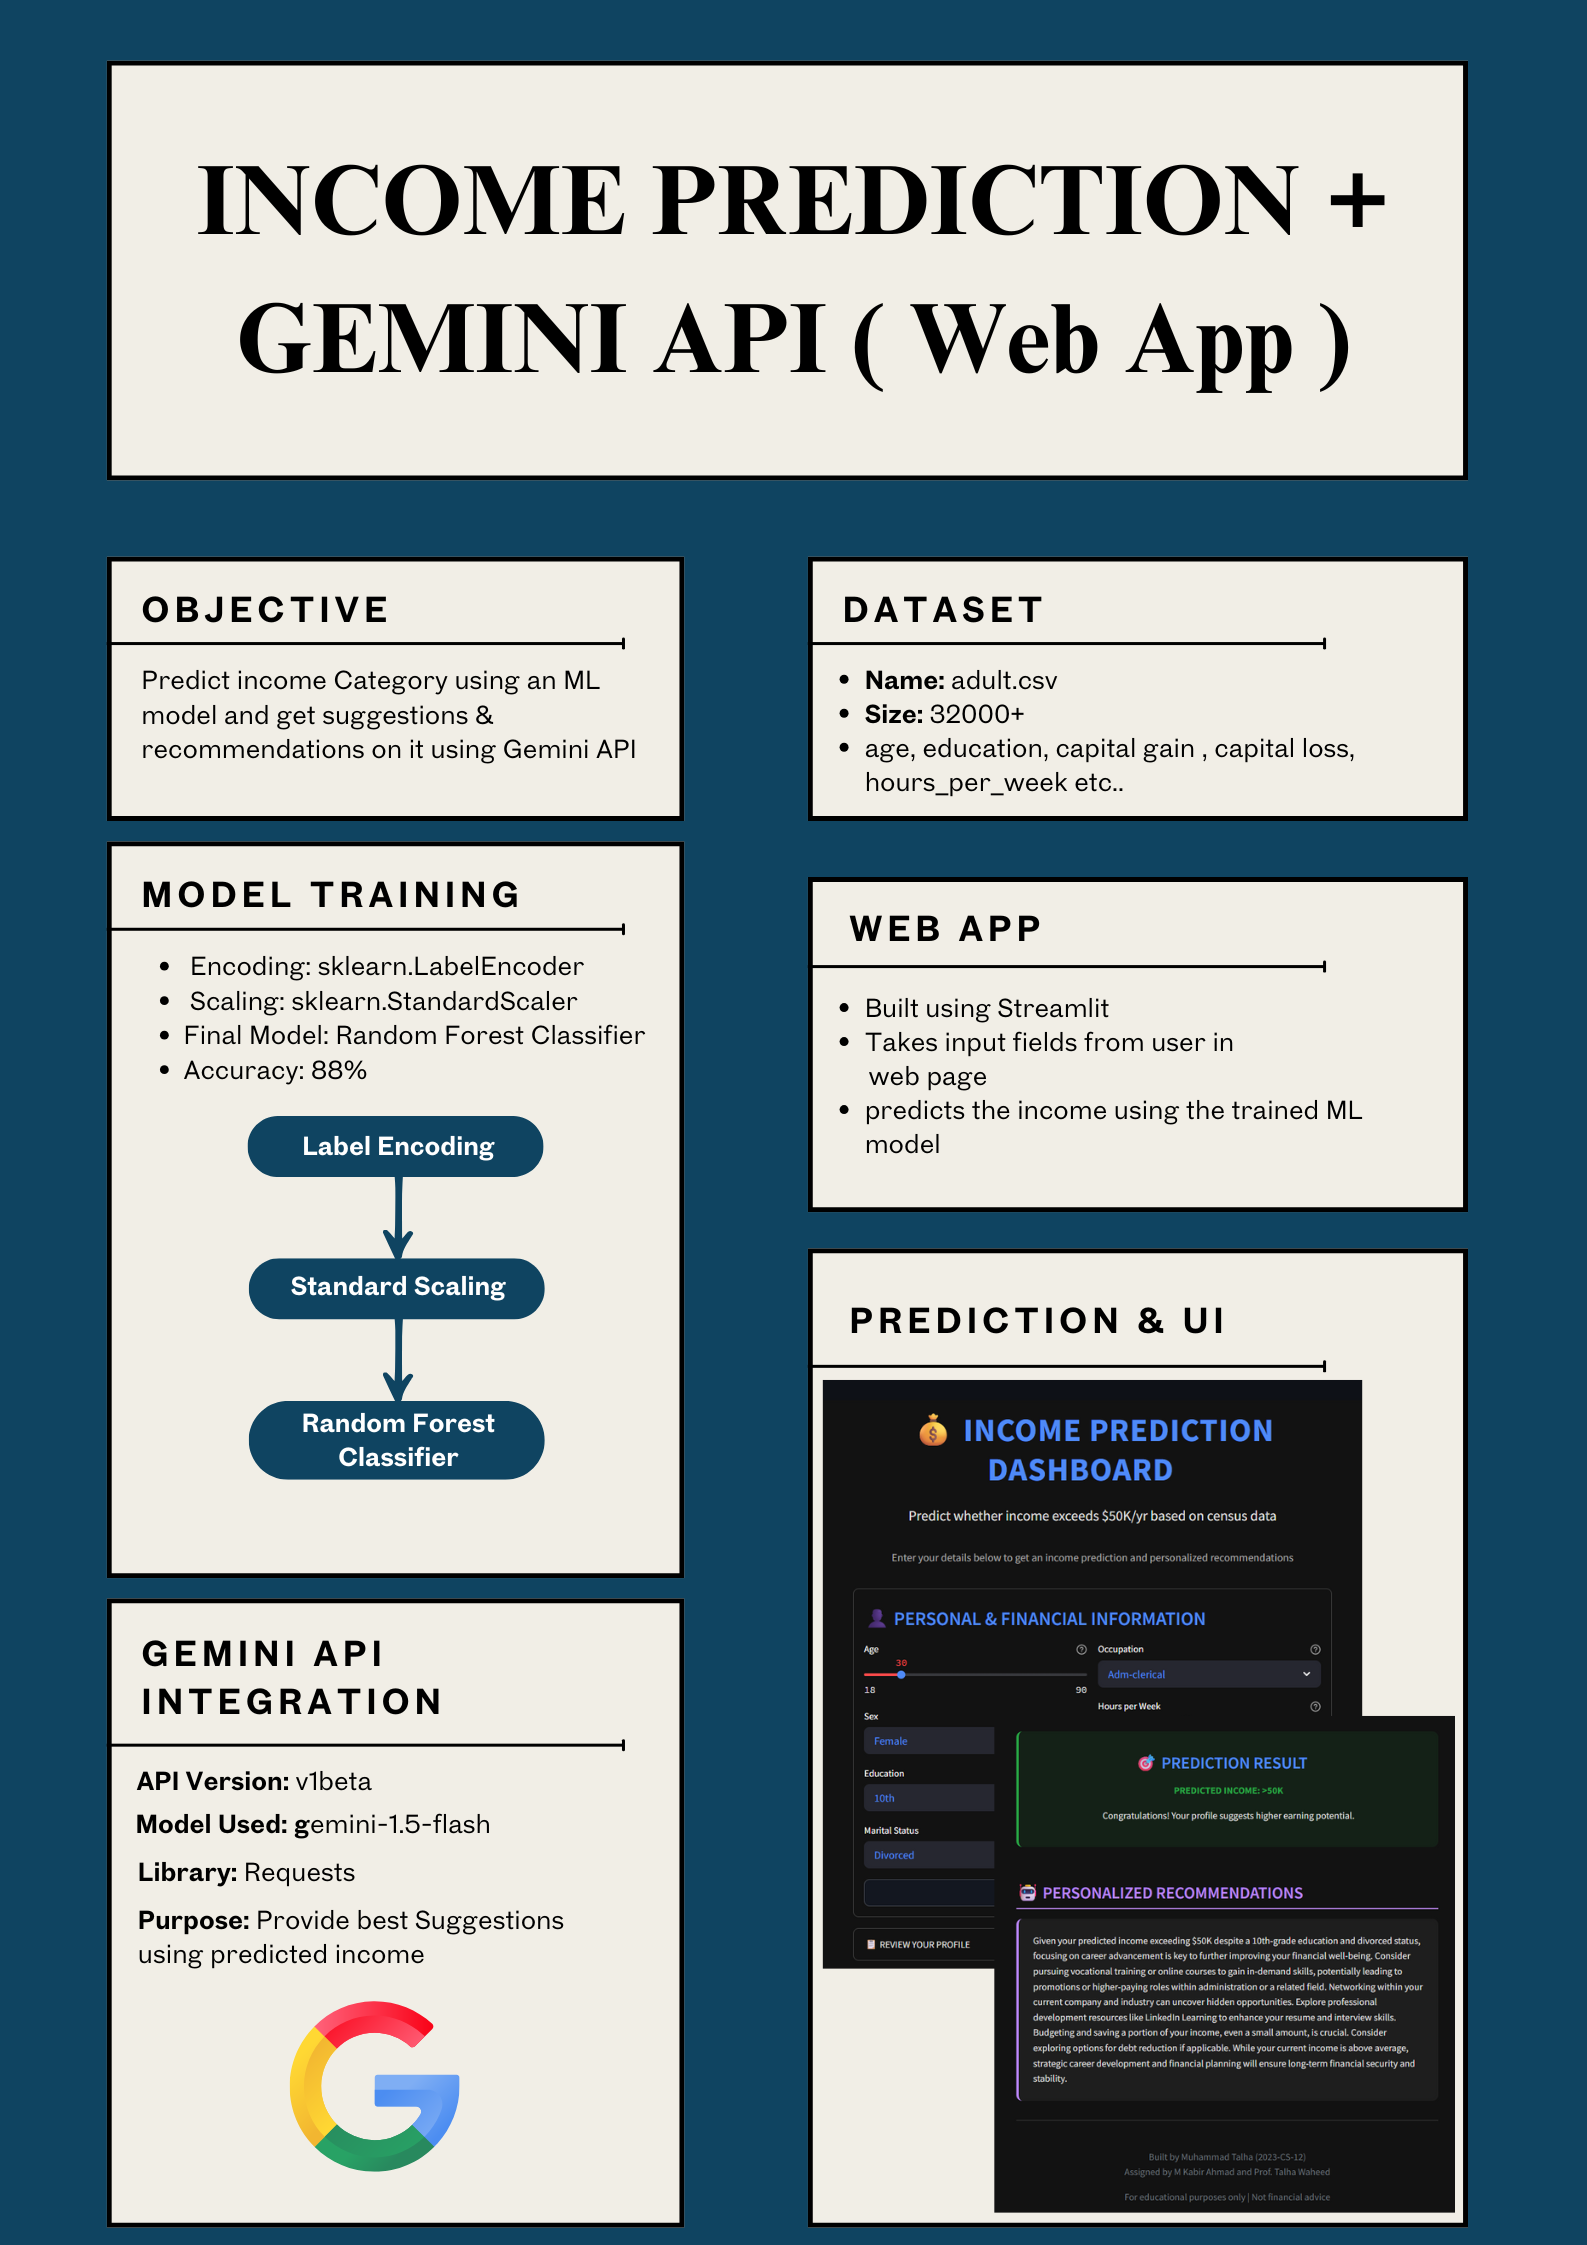 INCOME PREDICTION +
GEMINI API ( Web App )
OBJECTIVE
Predict income Category using an ML
model and get suggestions &
recommendations on it using Gemini API
DATASET
Name: adult.csv
Size: 32000+
age, education, capital gain , capital loss,
hours_per_week etc..
MODEL TRAINING
Encoding: sklearn.LabelEncoder
Scaling: sklearn.StandardScaler
Final Model: Random Forest Classifier
Accuracy: 88%
Label Encoding
Standard Scaling
Random Forest
Classifier
WEB APP
Built using Streamlit
Takes input fields from user in
web page
predicts the income using the trained ML
model
GEMINI API
INTEGRATION
API Version: v1beta
Model Used: gemini-1.5-flash
Library: Requests
Purpose: Provide best Suggestions
using predicted income
PREDICTION & UI
INCOME PREDICTION
DASHBOARD
Predict whether income exceeds $50K/yr based on census data
Enter your details below to get an income prediction and personalized recommendations
PERSONAL & FINANCIAL INFORMATION
Age
30
18 90
Occupation
Adm-clerical
Hours per Week
Sex
Female
Education
10th
Marital Status
Divorced
REVIEW YOUR PROFILE
PREDICTION RESULT
PREDICTED INCOME: >50K
Congratulations! Your profile suggests higher earning potential.
PERSONALIZED RECOMMENDATIONS
Given your predicted income exceeding $50K despite a 10th-grade education and divorced status,
focusing on career advancement is key to further improving your financial well-being. Consider
pursuing vocational training or online courses to gain in-demand skills, potentially leading to
promotions or higher-paying roles within administration or a related field. Networking within your
current company and industry can uncover hidden opportunities. Explore professional
development resources like LinkedIn Learning to enhance your resume and interview skills.
Budgeting and saving a portion of your income, even a small amount, is crucial. Consider
exploring options for debt reduction if applicable. While your current income is above average,
strategic career development and financial planning will ensure long-term financial security and
stability.
Built by Muhammad Talha (2023-CS-12)
Assigned by M Kabir Ahmad and Prof. Talha Waheed
For educational purposes only | Not financial advice